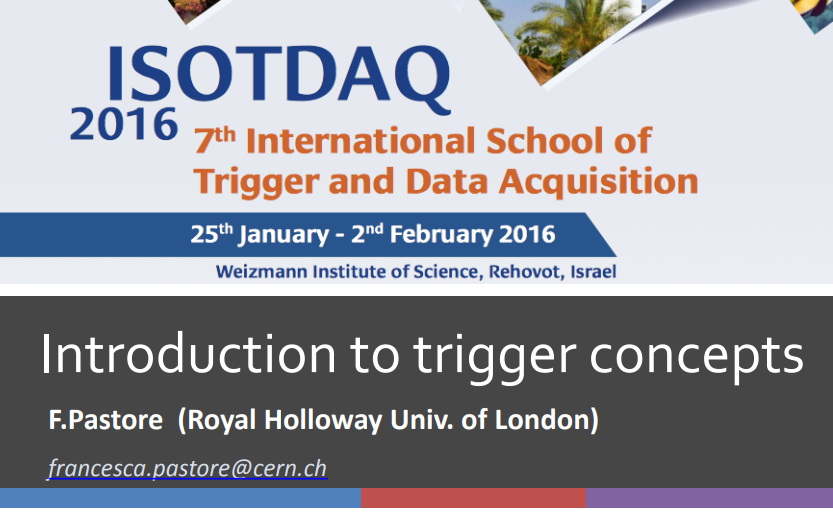 ISOTDAQ
2016
7th International School of
Trigger and Data Acquisition
25th January - 2nd February 2016
Weizmann Institute of Science, Rehovot, Israel
Introduction to trigger concepts
F.Pastore (Royal Holloway Univ. of London)
francesca.pastore@cern.ch